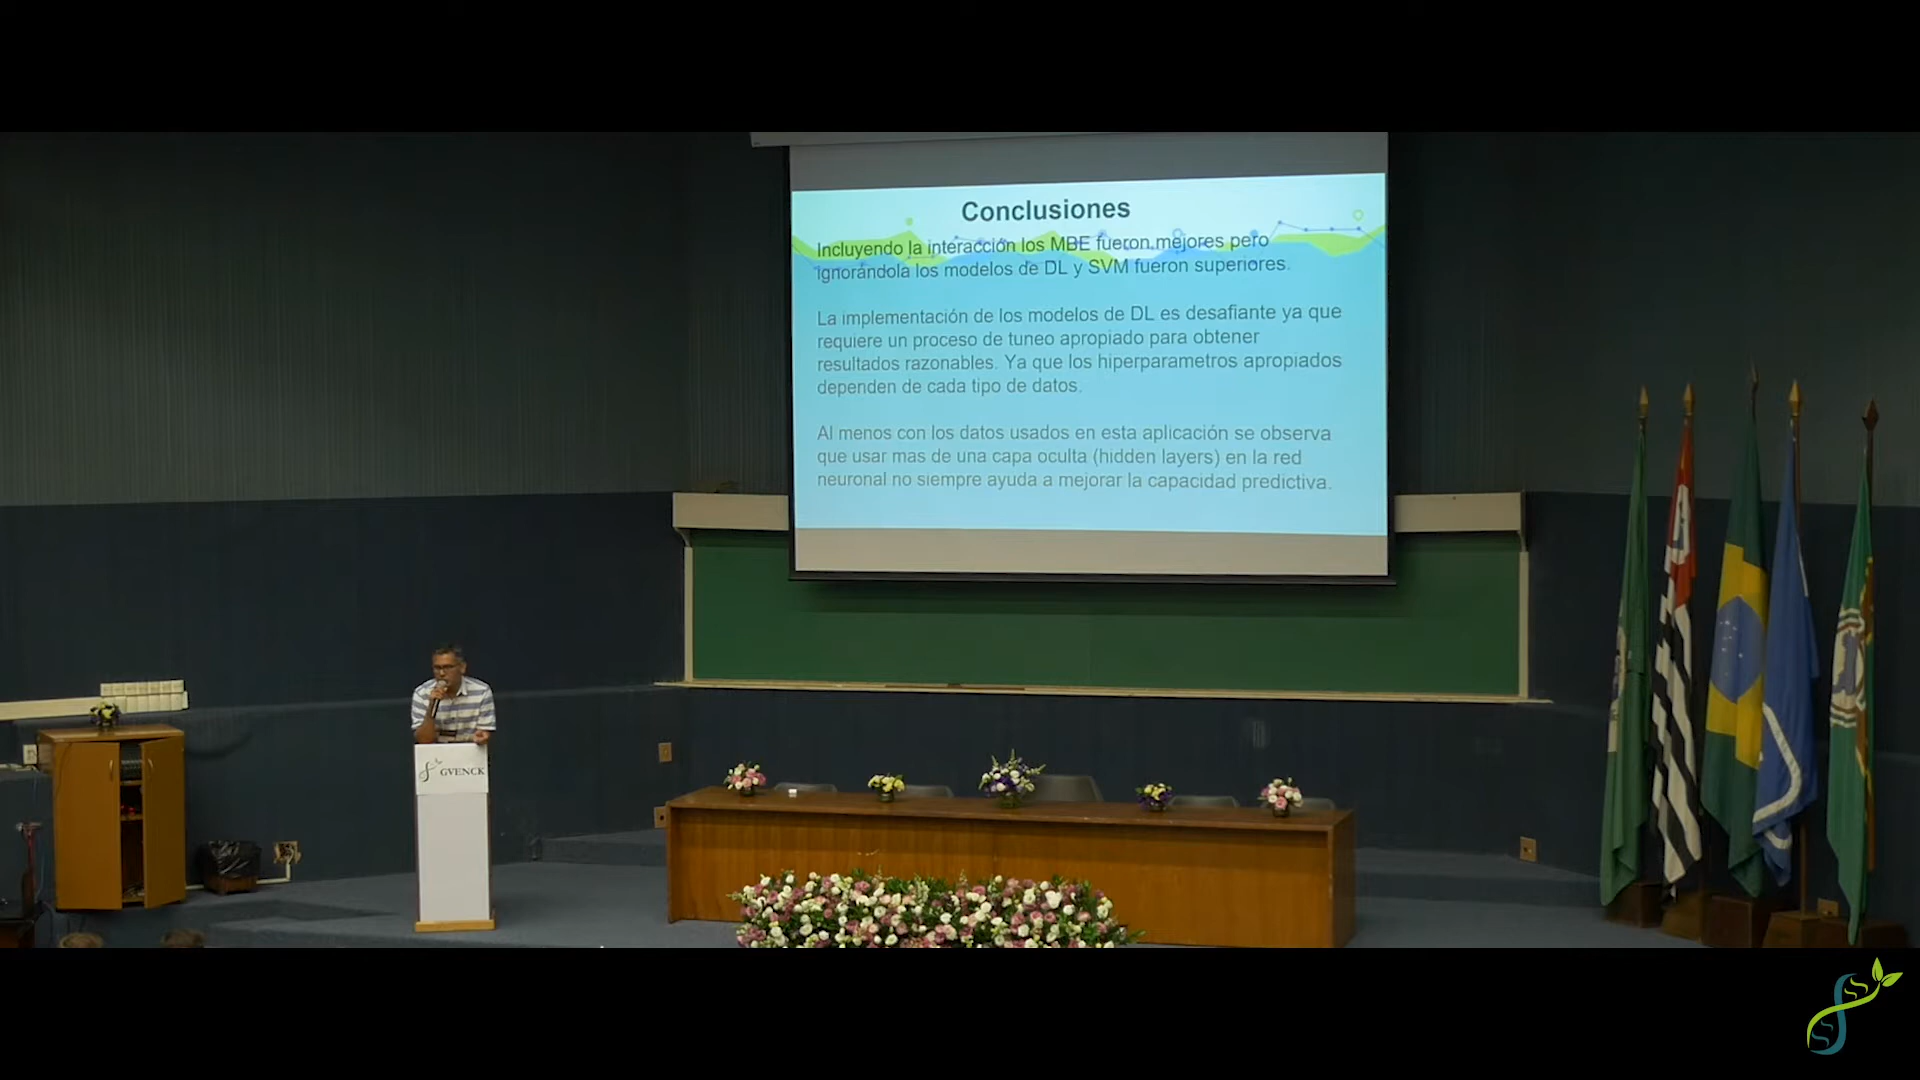 Conclusiones
Incluyendo la interacción los MBE fueron mejores pero
ignorándola los modelos de DL y SVM fueron superiores.
La implementación de los modelos de DL es desafiante ya que
requiere un proceso de tuneo apropiado para obtener
resultados razonables. Ya que los hiperparametros apropiados
dependen de cada tipo de datos.
Al menos con los datos usados en esta aplicación se observa
que usar mas de una capa oculta (hidden layers) en la red
neuronal no siempre ayuda a mejorar la capacidad predictiva.
GVENCK